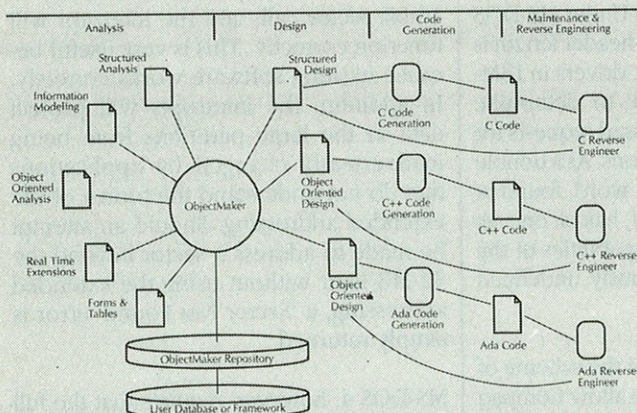 Analysis
Design
Code
Generation
Maintenance &
Reverse Engineering
Structured
Analysis
Information
Modeling
Object
Oriented
Analysis
Real Time
Extensions
Forms &
Tables
ObjectMaker
Structured
Design
Object
Oriented
Design
Object
Oriented
Design
C Code
Generation
C++ Code
Generation
Ada Code
Generation
C Code
C Reverse
Engineer
C++ Code
C++ Reverse
Engineer
Ada Code
Ada Reverse
Engineer
ObjectMaker Repository
User Database or Framework